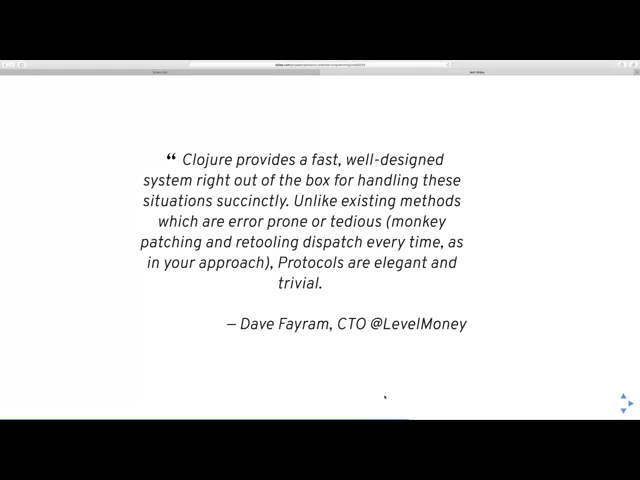 “ Clojure provides a fast, well-designed
system right out of the box for handling these
situations succinctly. Unlike existing methods
which are error prone or tedious (monkey
patching and retooling dispatch every time, as
in your approach), Protocols are elegant and
trivial.
— Dave Fayram, CTO @LevelMoney